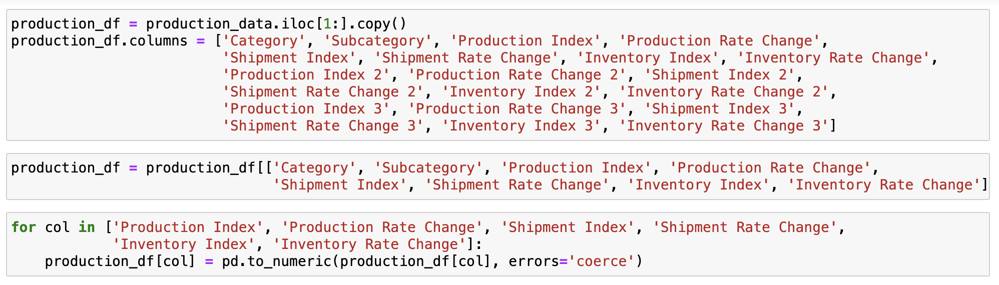 production_df = production_data.iloc[1:].copy()
production_df.columns = ['Category', 'Subcategory', 'Production Index', 'Production Rate Change',
                         'Shipment Index', 'Shipment Rate Change', 'Inventory Index', 'Inventory Rate Change',
                         'Production Index 2', 'Production Rate Change 2', 'Shipment Index 2',
                         'Shipment Rate Change 2', 'Inventory Index 2', 'Inventory Rate Change 2',
                         'Production Index 3', 'Production Rate Change 3', 'Shipment Index 3',
                         'Shipment Rate Change 3', 'Inventory Index 3', 'Inventory Rate Change 3']
production_df = production_df[['Category', 'Subcategory', 'Production Index', 'Production Rate Change',
                               'Shipment Index', 'Shipment Rate Change', 'Inventory Index', 'Inventory Rate Change']
for col in ['Production Index', 'Production Rate Change', 'Shipment Index', 'Shipment Rate Change',
            'Inventory Index', 'Inventory Rate Change']:
    production_df[col] = pd.to_numeric(production_df[col], errors='coerce')